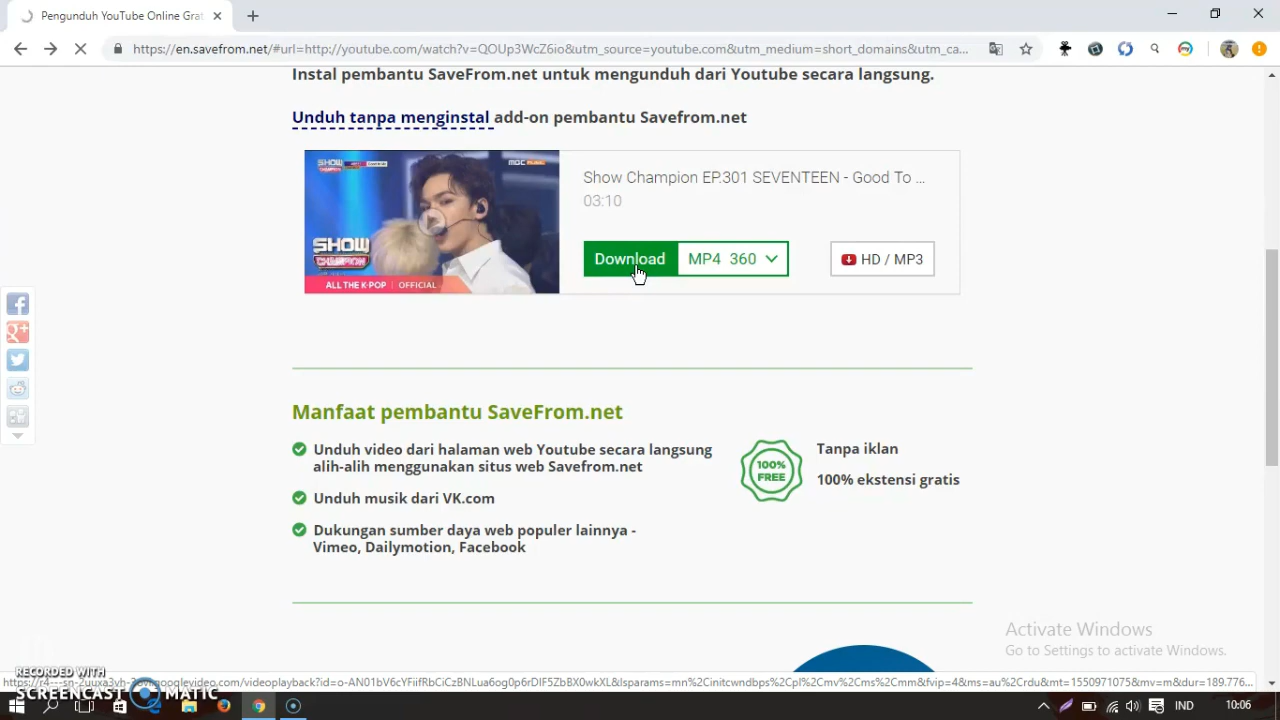 Pengunduh YouTube Online Grat
https://en.savefrom.net/#url=http://youtube.com/watch?v=QOUp3WcZ6io&utm_source=youtube.com&utm_medium=short_domains&utm_ca...
Instal pembantu SaveFrom.net untuk mengunduh dari Youtube secara langsung.
Unduh tanpa menginstal add-on pembantu Savefrom.net
SHOW CHAMPION
MBC MUSIC
SHOW
CHAMPION
ALL THE K-POP OFFICIAL
Show Champion EP.301 SEVENTEEN - Good To ...
03:10
Download MP4 360
HD / MP3
Manfaat pembantu SaveFrom.net
Unduh video dari halaman web Youtube secara langsung
alih-alih menggunakan situs web Savefrom.net
Unduh musik dari VK.com
Dukungan sumber daya web populer lainnya -
Vimeo, Dailymotion, Facebook
100%
FREE
Tanpa iklan
100% ekstensi gratis
Activate Windows
Go to Settings to activate Windows.
RECORDED WITH
SCREENCAST MATIC
IND
10:06